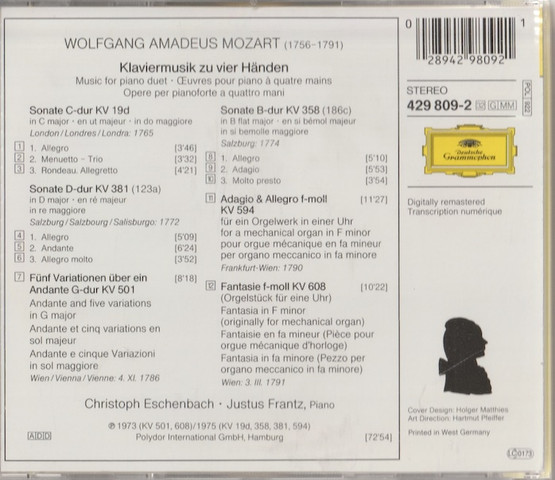 WOLFGANG AMADEUS MOZART (1756-1791)
Klaviermusik zu vier Händen
Music for piano duet · Œuvres pour piano à quatre mains
Opere per pianoforte a quattro mani
Sonate C-dur KV 19d
in C major · en ut majeur · in do maggiore
London/Londres/Londra: 1765
1 1. Allegro [3'46]
2 2. Menuetto - Trio [3'32]
3 3. Rondeau. Allegretto [4'21]
Sonate D-dur KV 381 (123a)
in D major · en ré majeur
in re maggiore
Salzburg/Salzbourg/Salisburgo: 1772
4 1. Allegro [5'09]
5 2. Andante [6'24]
6 3. Allegro molto [3'52]
7 Fünf Variationen über ein [8'18]
Andante G-dur KV 501
Andante and five variations
in G major
Andante et cinq variations en
sol majeur
Andante e cinque Variazioni
in sol maggiore
Wien/Vienna/Vienne: 4. XI. 1786
Sonate B-dur KV 358 (186c)
in B flat major · en si bémol majeur
in si bemolle maggiore
Salzburg: 1774
8 1. Allegro [5'10]
9 2. Adagio [5'53]
10 3. Molto presto [3'54]
11 Adagio & Allegro f-moll [11'27]
KV 594
für ein Orgelwerk in einer Uhr
for a mechanical organ in F minor
pour orgue mécanique en fa mineur
per organo meccanico in fa minore
Frankfurt-Wien: 1790
12 Fantasie f-moll KV 608 [10'22]
(Orgelstück für eine Uhr)
Fantasia in F minor
(originally for mechanical organ)
Fantaisie en fa mineur (Pièce pour
orgue mécanique d'horloge)
Fantasia in fa minore (Pezzo per
organo meccanico in fa minore)
Wien: 3. III. 1791
Christoph Eschenbach · Justus Frantz, Piano
℗ 1973 (KV 501, 608)/1975 (KV 19d, 358, 381, 594)
ADD Polydor International GmbH, Hamburg [72'54]
0 1
28942 98092
STEREO
429 809-2 GMM
POL 922
Deutsche
Grammophon
Digitally remastered
Transcription numérique
Cover Design: Holger Matthies
Art Direction: Hartmut Pfeiffer
Printed in West Germany